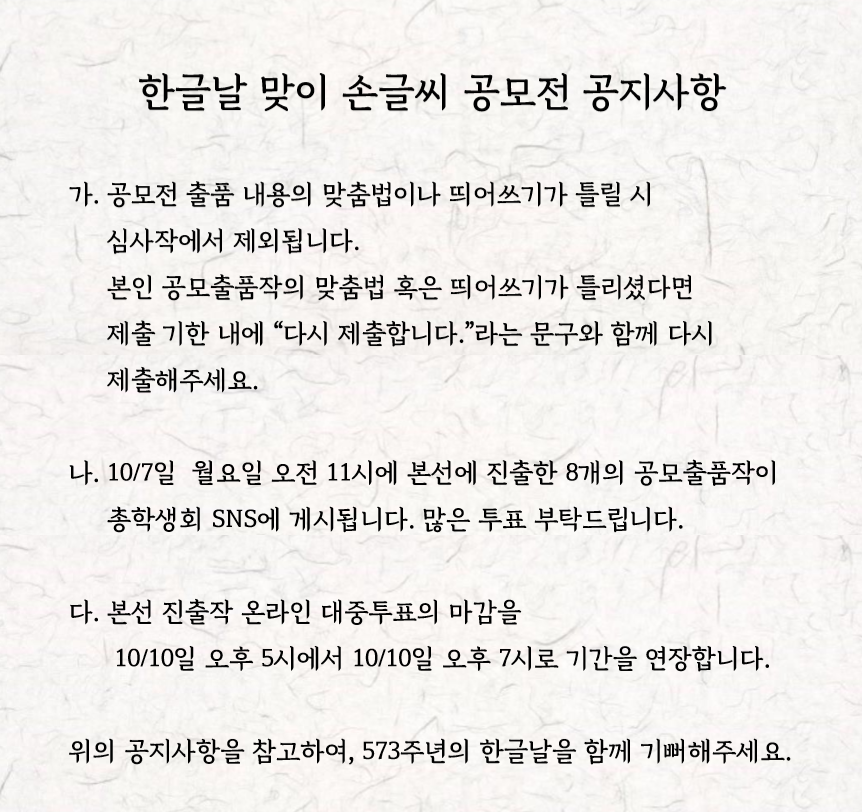 한글날 맞이 손글씨 공모전 공지사항
가. 공모전 출품 내용의 맞춤법이나 띄어쓰기가 틀릴 시
심사작에서 제외됩니다.
본인 공모출품작의 맞춤법 혹은 띄어쓰기가 틀리셨다면
제출 기한 내에 “다시 제출합니다.”라는 문구와 함께 다시
제출해주세요.
나. 10/7일 월요일 오전 11시에 본선에 진출한 8개의 공모출품작이
총학생회 SNS에 게시됩니다. 많은 투표 부탁드립니다.
다. 본선 진출작 온라인 대중투표의 마감을
10/10일 오후 5시에서 10/10일 오후 7시로 기간을 연장합니다.
위의 공지사항을 참고하여, 573주년의 한글날을 함께 기뻐해주세요.